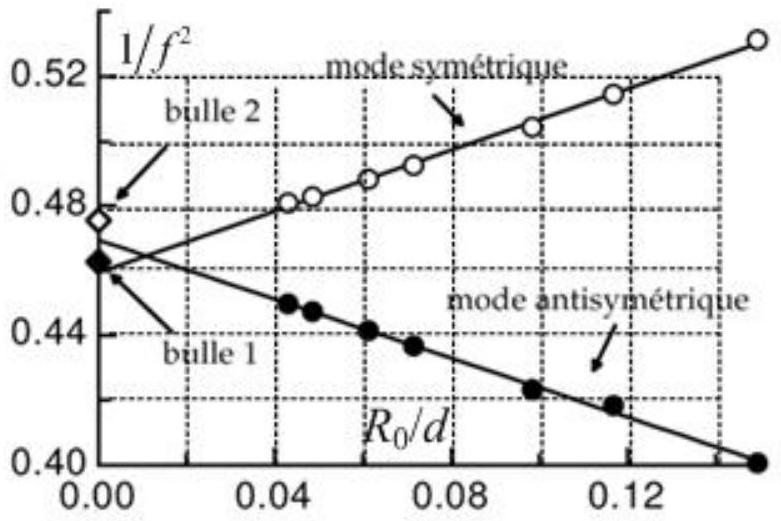 1/f²
0.52
mode symétrique
bulle 2
0.48
mode antisymétrique
0.44
bulle 1
R₀/d
0.40
0.00 0.04 0.08 0.12